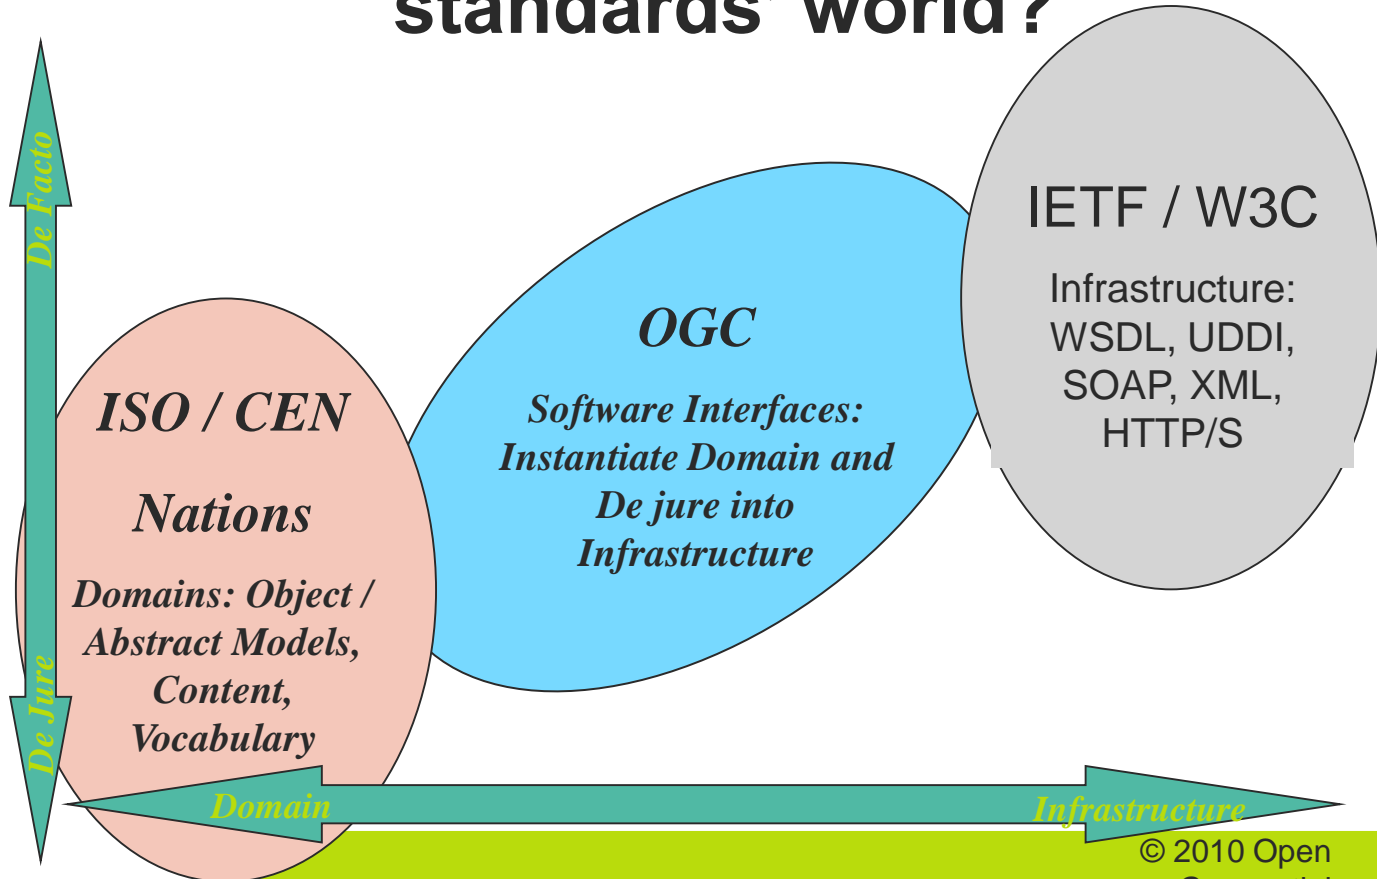 standards' world?
De Facto
IETF / W3C
Infrastructure:
WSDL, UDDI,
SOAP, XML,
HTTP/S
OGC
Software Interfaces:
Instantiate Domain and
De jure into
Infrastructure
ISO / CEN
Nations
Domains: Object /
Abstract Models,
Content,
Vocabulary
De Jure
Domain
Infrastructure
© 2010 Open